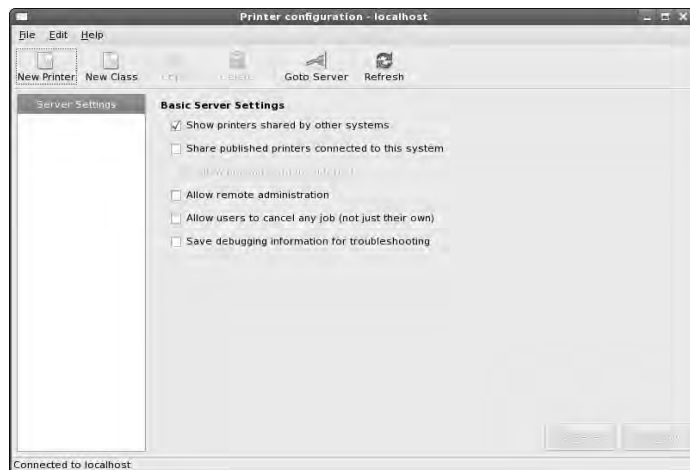 Printer configuration - localhost
File Edit Help
New Printer New Class Goto Server Refresh
Server Settings
Basic Server Settings
Show printers shared by other systems
Share published printers connected to this system
Allow remote administration
Allow users to cancel any job (not just their own)
Save debugging information for troubleshooting
Connected to localhost